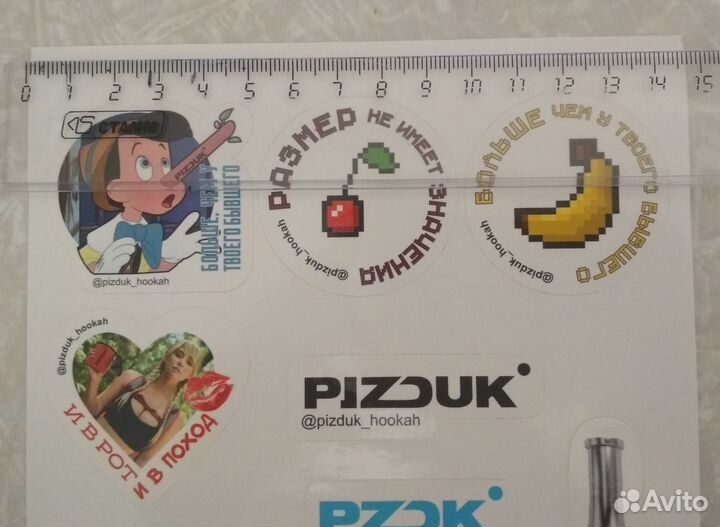 0 1 2 3 4 5 6 7 8 9 10 11 12 13 14 15
СТАММ
PIZDUK
БОЛЬШЕ, ЧЕМ У
ТВОЕГО БЫВШЕГО
@pizduk_hookah
РАЗМЕР НЕ ИМЕЕТ ЗНАЧЕНИЯ
@pizduk_hookah
БОЛЬШЕ ЧЕМ У ТВОЕГО БЫВШЕГО
@pizduk_hookah
@pizduk_hookah
И В РОТ
И В ПОХОД
PIZDUK
@pizduk_hookah
PZDK
Avito